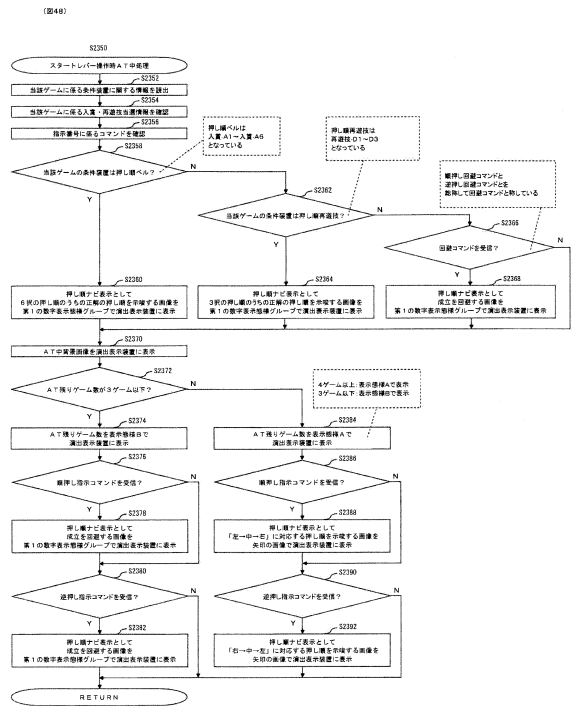 (図48)
S2350
スタートレバー操作時AT中処理
S2352
当該ゲームに係る条件装置に関する情報を読出
S2354
当該ゲームに係る入賞・再遊技当選情報を確認
S2356
指示番号に係るコマンドを確認
S2358
当該ゲームの条件装置は押し順ベル?
押し順ベルは
入賞-A1~入賞-A6
となっている
N
Y
S2362
当該ゲームの条件装置は押し順再遊技?
押し順再遊技は
再遊技-D1~D3
となっている
N
Y
S2366
回避コマンドを受信?
順押し回避コマンドと
逆押し回避コマンドとを
総称して回避コマンドと称している
N
Y
S2360
押し順ナビ表示として
6択の押し順のうちの正解の押し順を示唆する画像を
第1の数字表示態様グループで演出表示装置に表示
S2364
押し順ナビ表示として
3択の押し順のうちの正解の押し順を示唆する画像を
第1の数字表示態様グループで演出表示装置に表示
S2368
押し順ナビ表示として
成立を回避する画像を
第1の数字表示態様グループで演出表示装置に表示
S2370
AT中背景画像を演出表示装置に表示
S2372
AT残りゲーム数が3ゲーム以下?
N
Y
4ゲーム以上:表示態様Aで表示
3ゲーム以下:表示態様Bで表示
S2374
AT残りゲーム数を表示態様Bで
演出表示装置に表示
S2384
AT残りゲーム数を表示態様Aで
演出表示装置に表示
S2376
順押し指示コマンドを受信?
N
Y
S2386
順押し指示コマンドを受信?
N
Y
S2378
押し順ナビ表示として
成立を回避する画像を
第1の数字表示態様グループで演出表示装置に表示
S2388
押し順ナビ表示として
「左→中→右」に対応する押し順を示唆する画像を
矢印の画像で演出表示装置に表示
S2380
逆押し指示コマンドを受信?
N
Y
S2390
逆押し指示コマンドを受信?
N
Y
S2382
押し順ナビ表示として
成立を回避する画像を
第1の数字表示態様グループで演出表示装置に表示
S2392
押し順ナビ表示として
「右→中→左」に対応する押し順を示唆する画像を
矢印の画像で演出表示装置に表示
RETURN